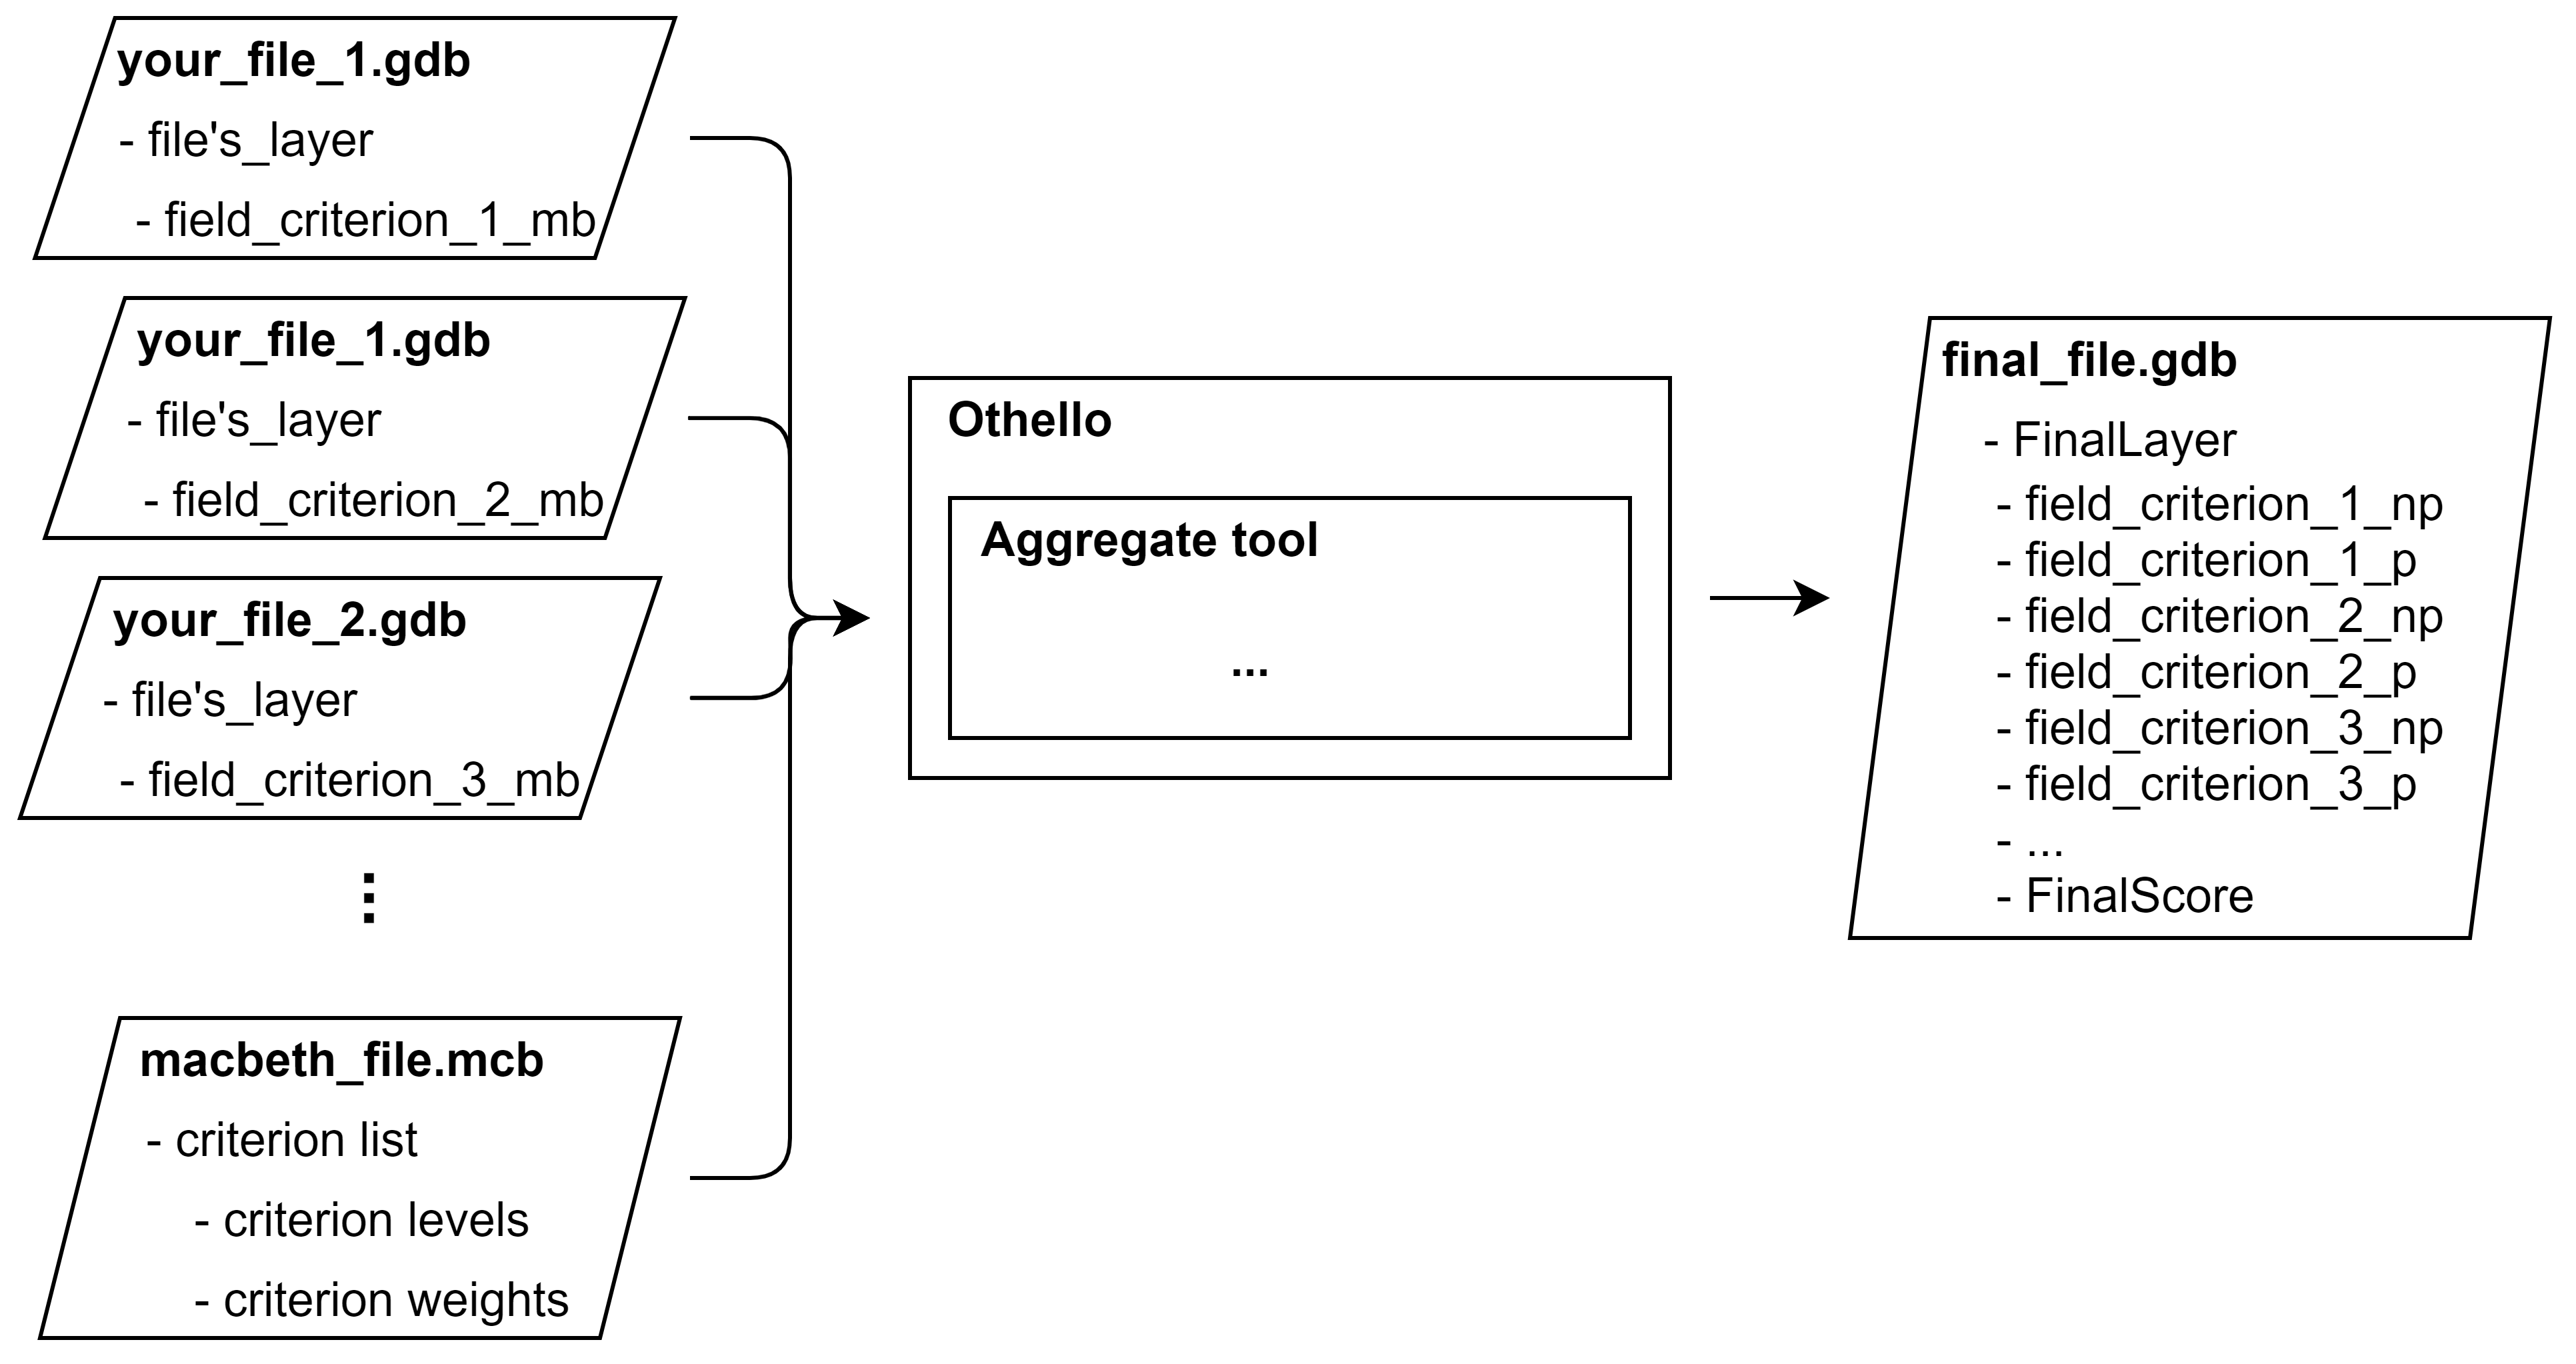 your_file_1.gdb
- file's_layer
- field_criterion_1_mb
your_file_1.gdb
- file's_layer
- field_criterion_2_mb
your_file_2.gdb
- file's_layer
- field_criterion_3_mb
...
macbeth_file.mcb
- criterion list
- criterion levels
- criterion weights
Othello
Aggregate tool
...
final_file.gdb
- FinalLayer
- field_criterion_1_np
- field_criterion_1_p
- field_criterion_2_np
- field_criterion_2_p
- field_criterion_3_np
- field_criterion_3_p
- ...
- FinalScore